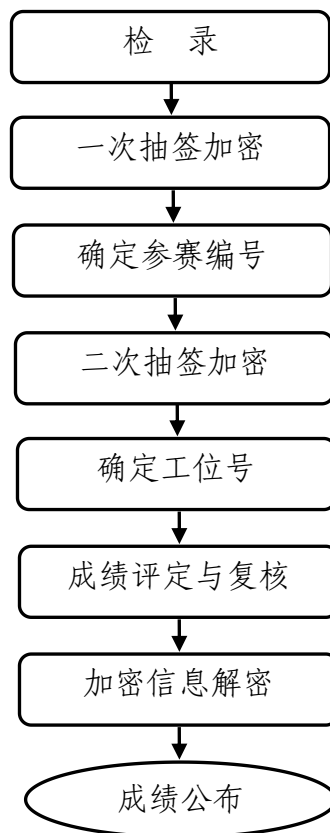 检 录
一次抽签加密
确定参赛编号
二次抽签加密
确定工位号
成绩评定与复核
加密信息解密
成绩公布